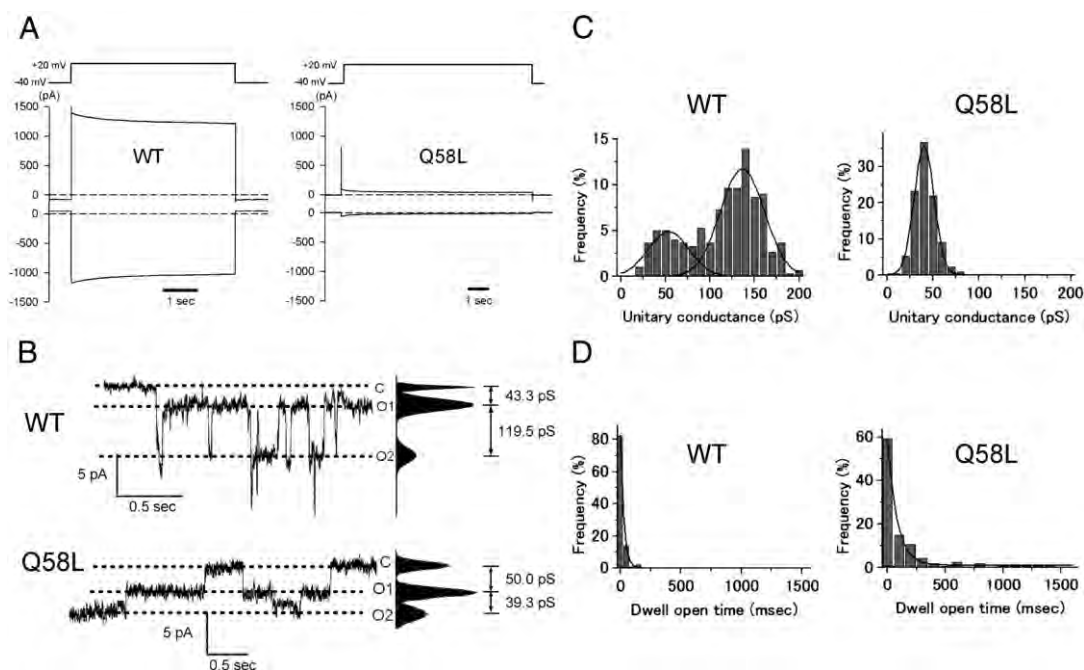 A
+20 mV
-40 mV
(pA)
1500
1000
500
0
0
-500
-1000
-1500
WT
1 sec
+20 mV
-40 mV
(pA)
1500
1000
500
0
0
-500
-1000
-1500
Q58L
1 sec
B
WT
C
O1
O2
43.3 pS
119.5 pS
5 pA
0.5 sec
Q58L
C
O1
O2
50.0 pS
39.3 pS
5 pA
0.5 sec
C
WT
Frequency (%)
15
10
5
0
0 50 100 150 200
Unitary conductance (pS)
Q58L
Frequency (%)
30
20
10
0
0 50 100 150 200
Unitary conductance (pS)
D
WT
Frequency (%)
80
60
40
20
0
0 500 1000 1500
Dwell open time (msec)
Q58L
Frequency (%)
60
40
20
0
0 500 1000 1500
Dwell open time (msec)